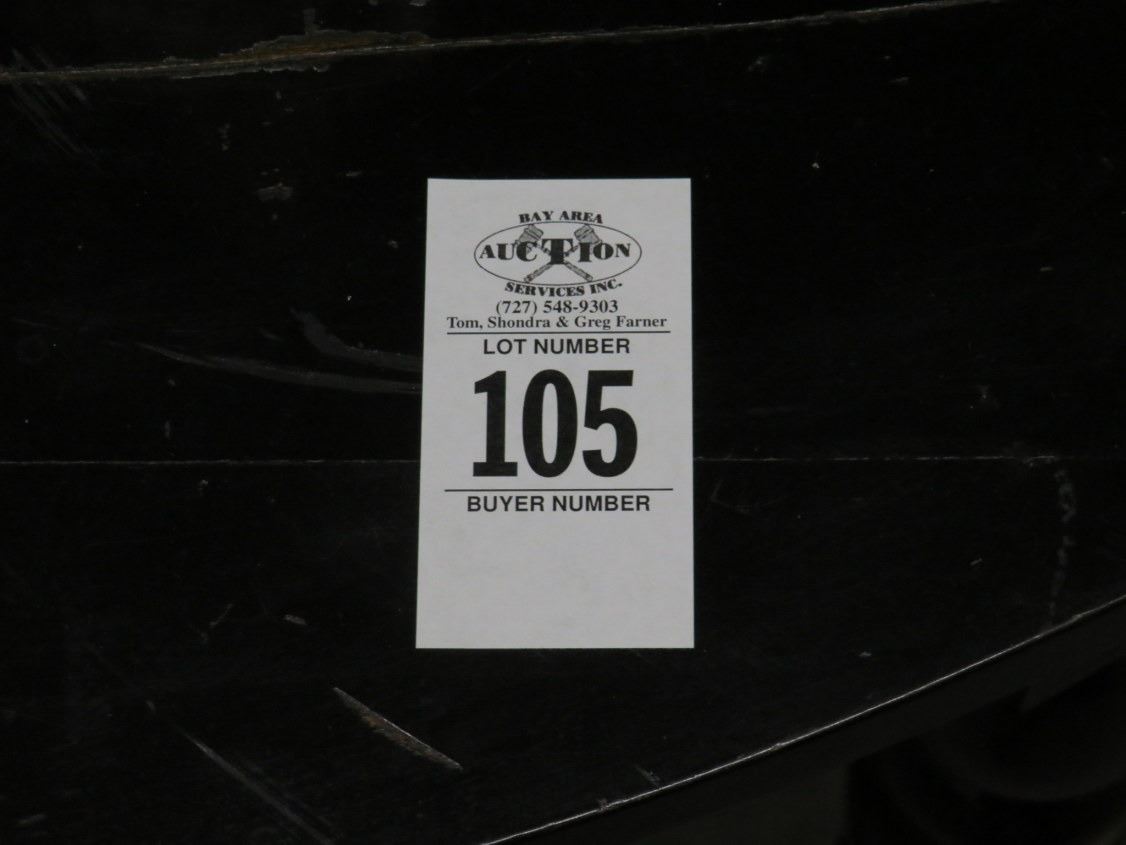 BAY AREA
AUCTION
SERVICES INC.
(727) 548-9303
Tom, Shondra & Greg Farner
LOT NUMBER
105
BUYER NUMBER